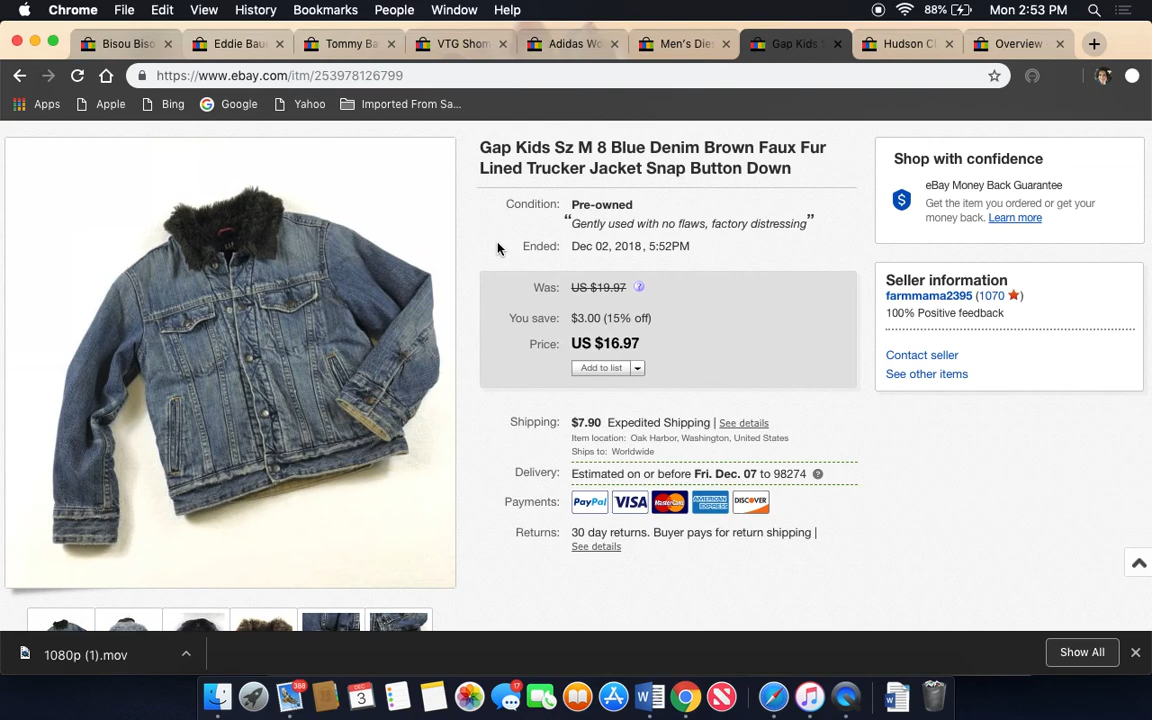 Chrome File Edit View History Bookmarks People Window Help 88% Mon 2:53 PM
Bisou Biso Eddie Bau Tommy Ba VTG Shom Adidas Wo Men's Die Gap Kids Hudson C Overview
https://www.ebay.com/itm/253978126799
Apps Apple Bing Google Yahoo Imported From Sa...
Gap Kids Sz M 8 Blue Denim Brown Faux Fur
Lined Trucker Jacket Snap Button Down
Condition: Pre-owned
“Gently used with no flaws, factory distressing”
Ended: Dec 02, 2018 , 5:52PM
Was: US $19.97
You save: $3.00 (15% off)
Price: US $16.97
Add to list
Shipping: $7.90 Expedited Shipping | See details
Item location: Oak Harbor, Washington, United States
Ships to: Worldwide
Delivery: Estimated on or before Fri. Dec. 07 to 98274
Payments: PayPal VISA MasterCard AMERICAN EXPRESS DISCOVER
Returns: 30 day returns. Buyer pays for return shipping |
See details
Shop with confidence
eBay Money Back Guarantee
Get the item you ordered or get your
money back. Learn more
Seller information
farmmama2395 (1070 )
100% Positive feedback
Contact seller
See other items
1080p (1).mov Show All
388 DEC 3 17